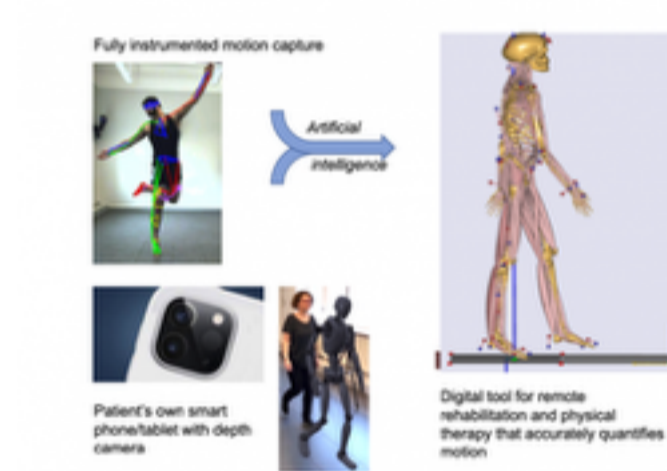 Fully instrumented motion capture
Artificial
intelligence
Patient's own smart
phone/tablet with depth
camera
Digital tool for remote
rehabilitation and physical
therapy that accurately quantifies
motion